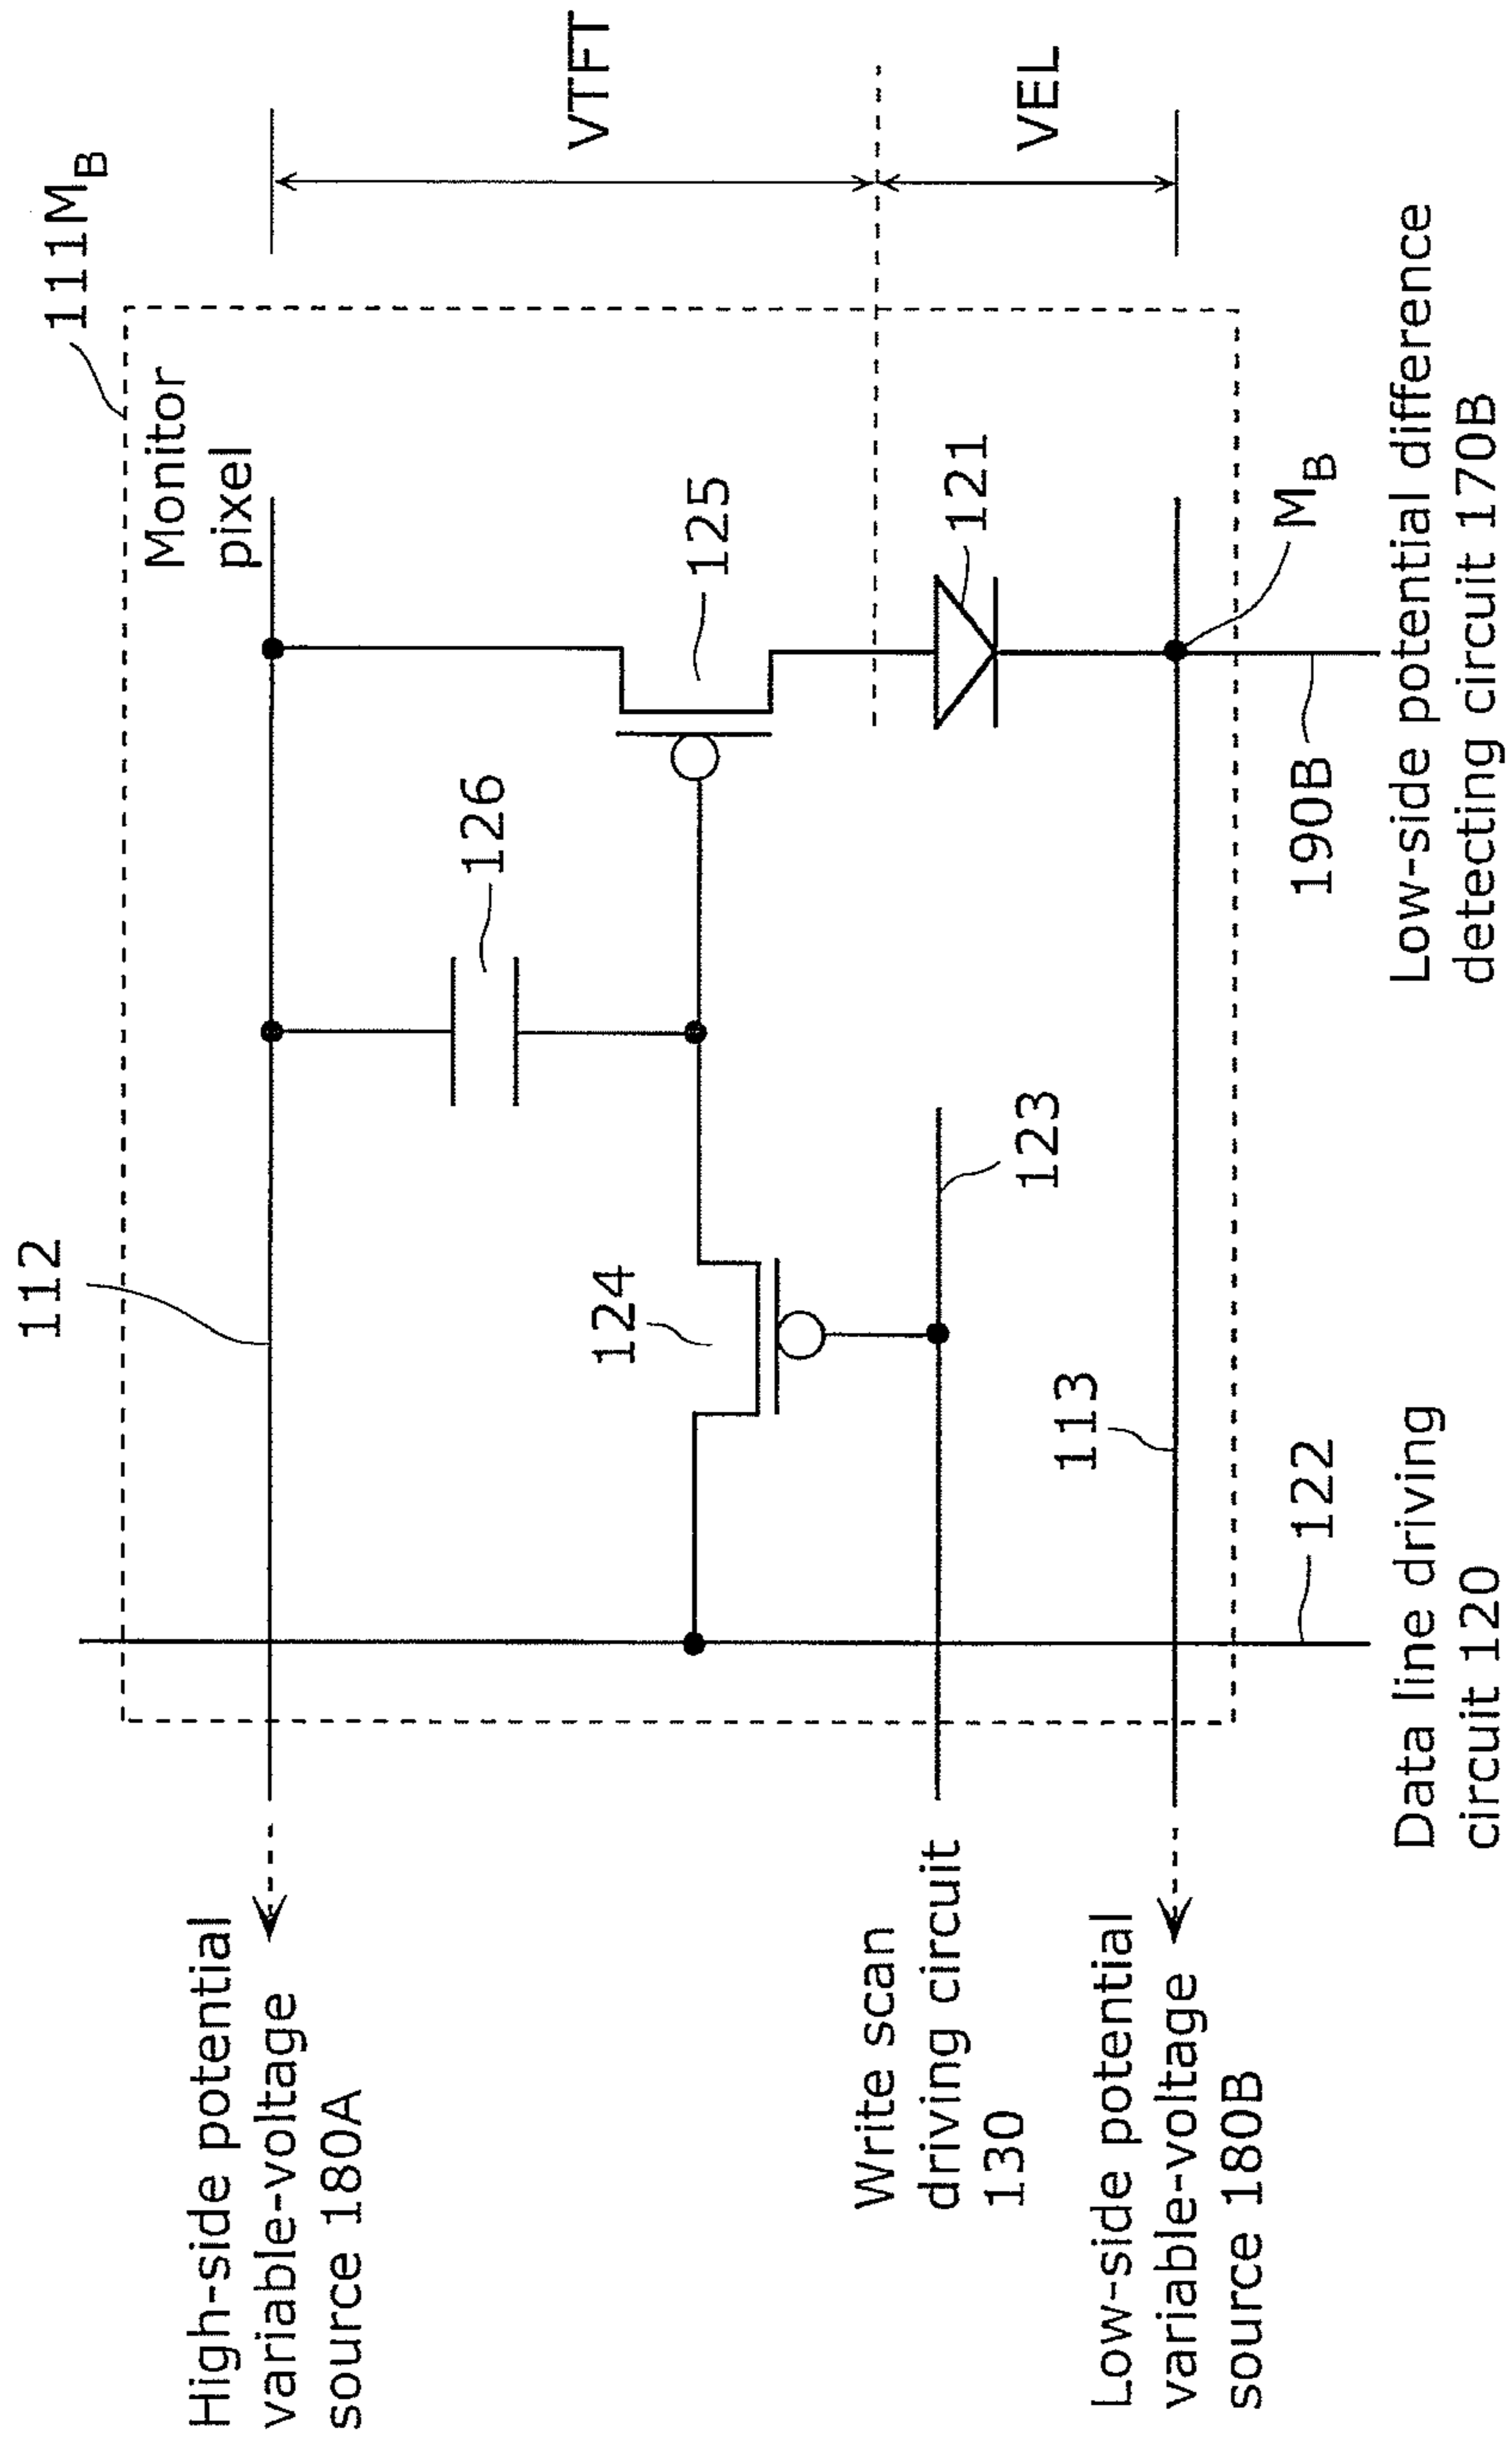 111M_B
VTFT
VEL
Monitor
pixel
112
126
125
121
124
123
113
M_B
High-side potential
variable-voltage
source 180A
Write scan
driving circuit
130
Low-side potential
variable-voltage
source 180B
122
Data line driving
circuit 120
190B
Low-side potential difference
detecting circuit 170B